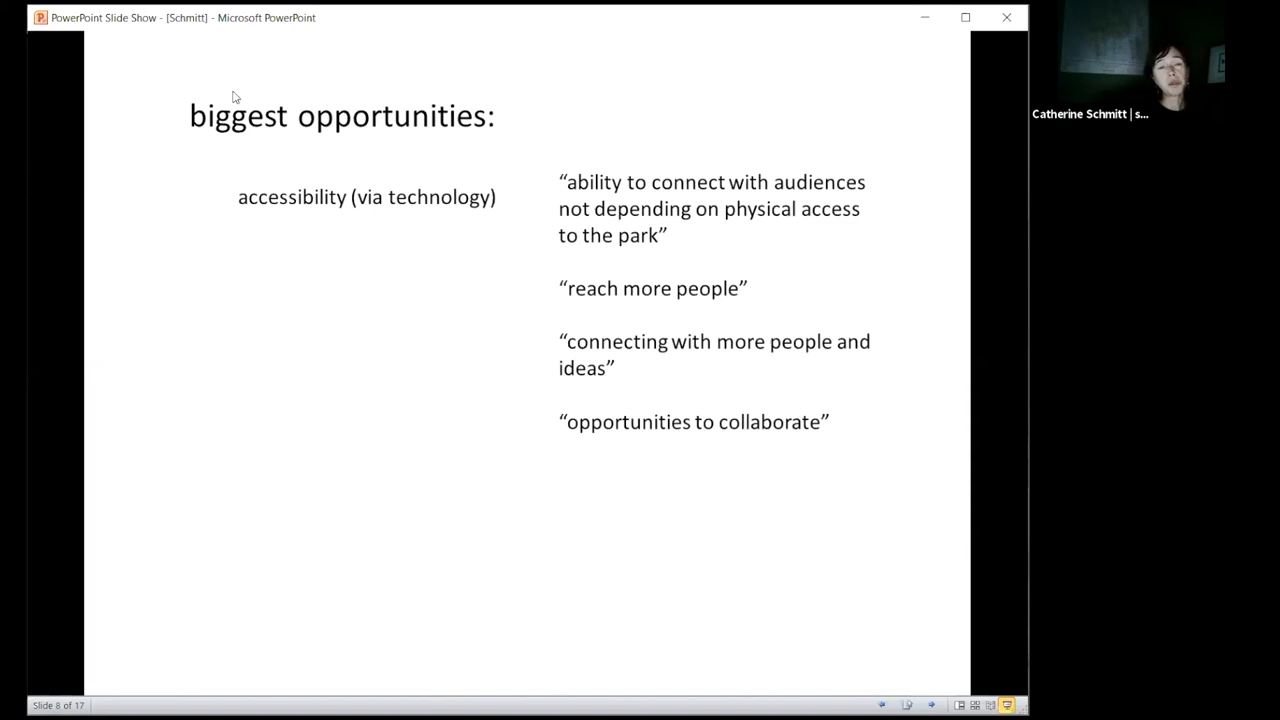 PowerPoint Slide Show - [Schmitt] - Microsoft PowerPoint
biggest opportunities:
accessibility (via technology)
“ability to connect with audiences
not depending on physical access
to the park”
“reach more people”
“connecting with more people and
ideas”
“opportunities to collaborate”
Catherine Schmitt | s...
Slide 8 of 17